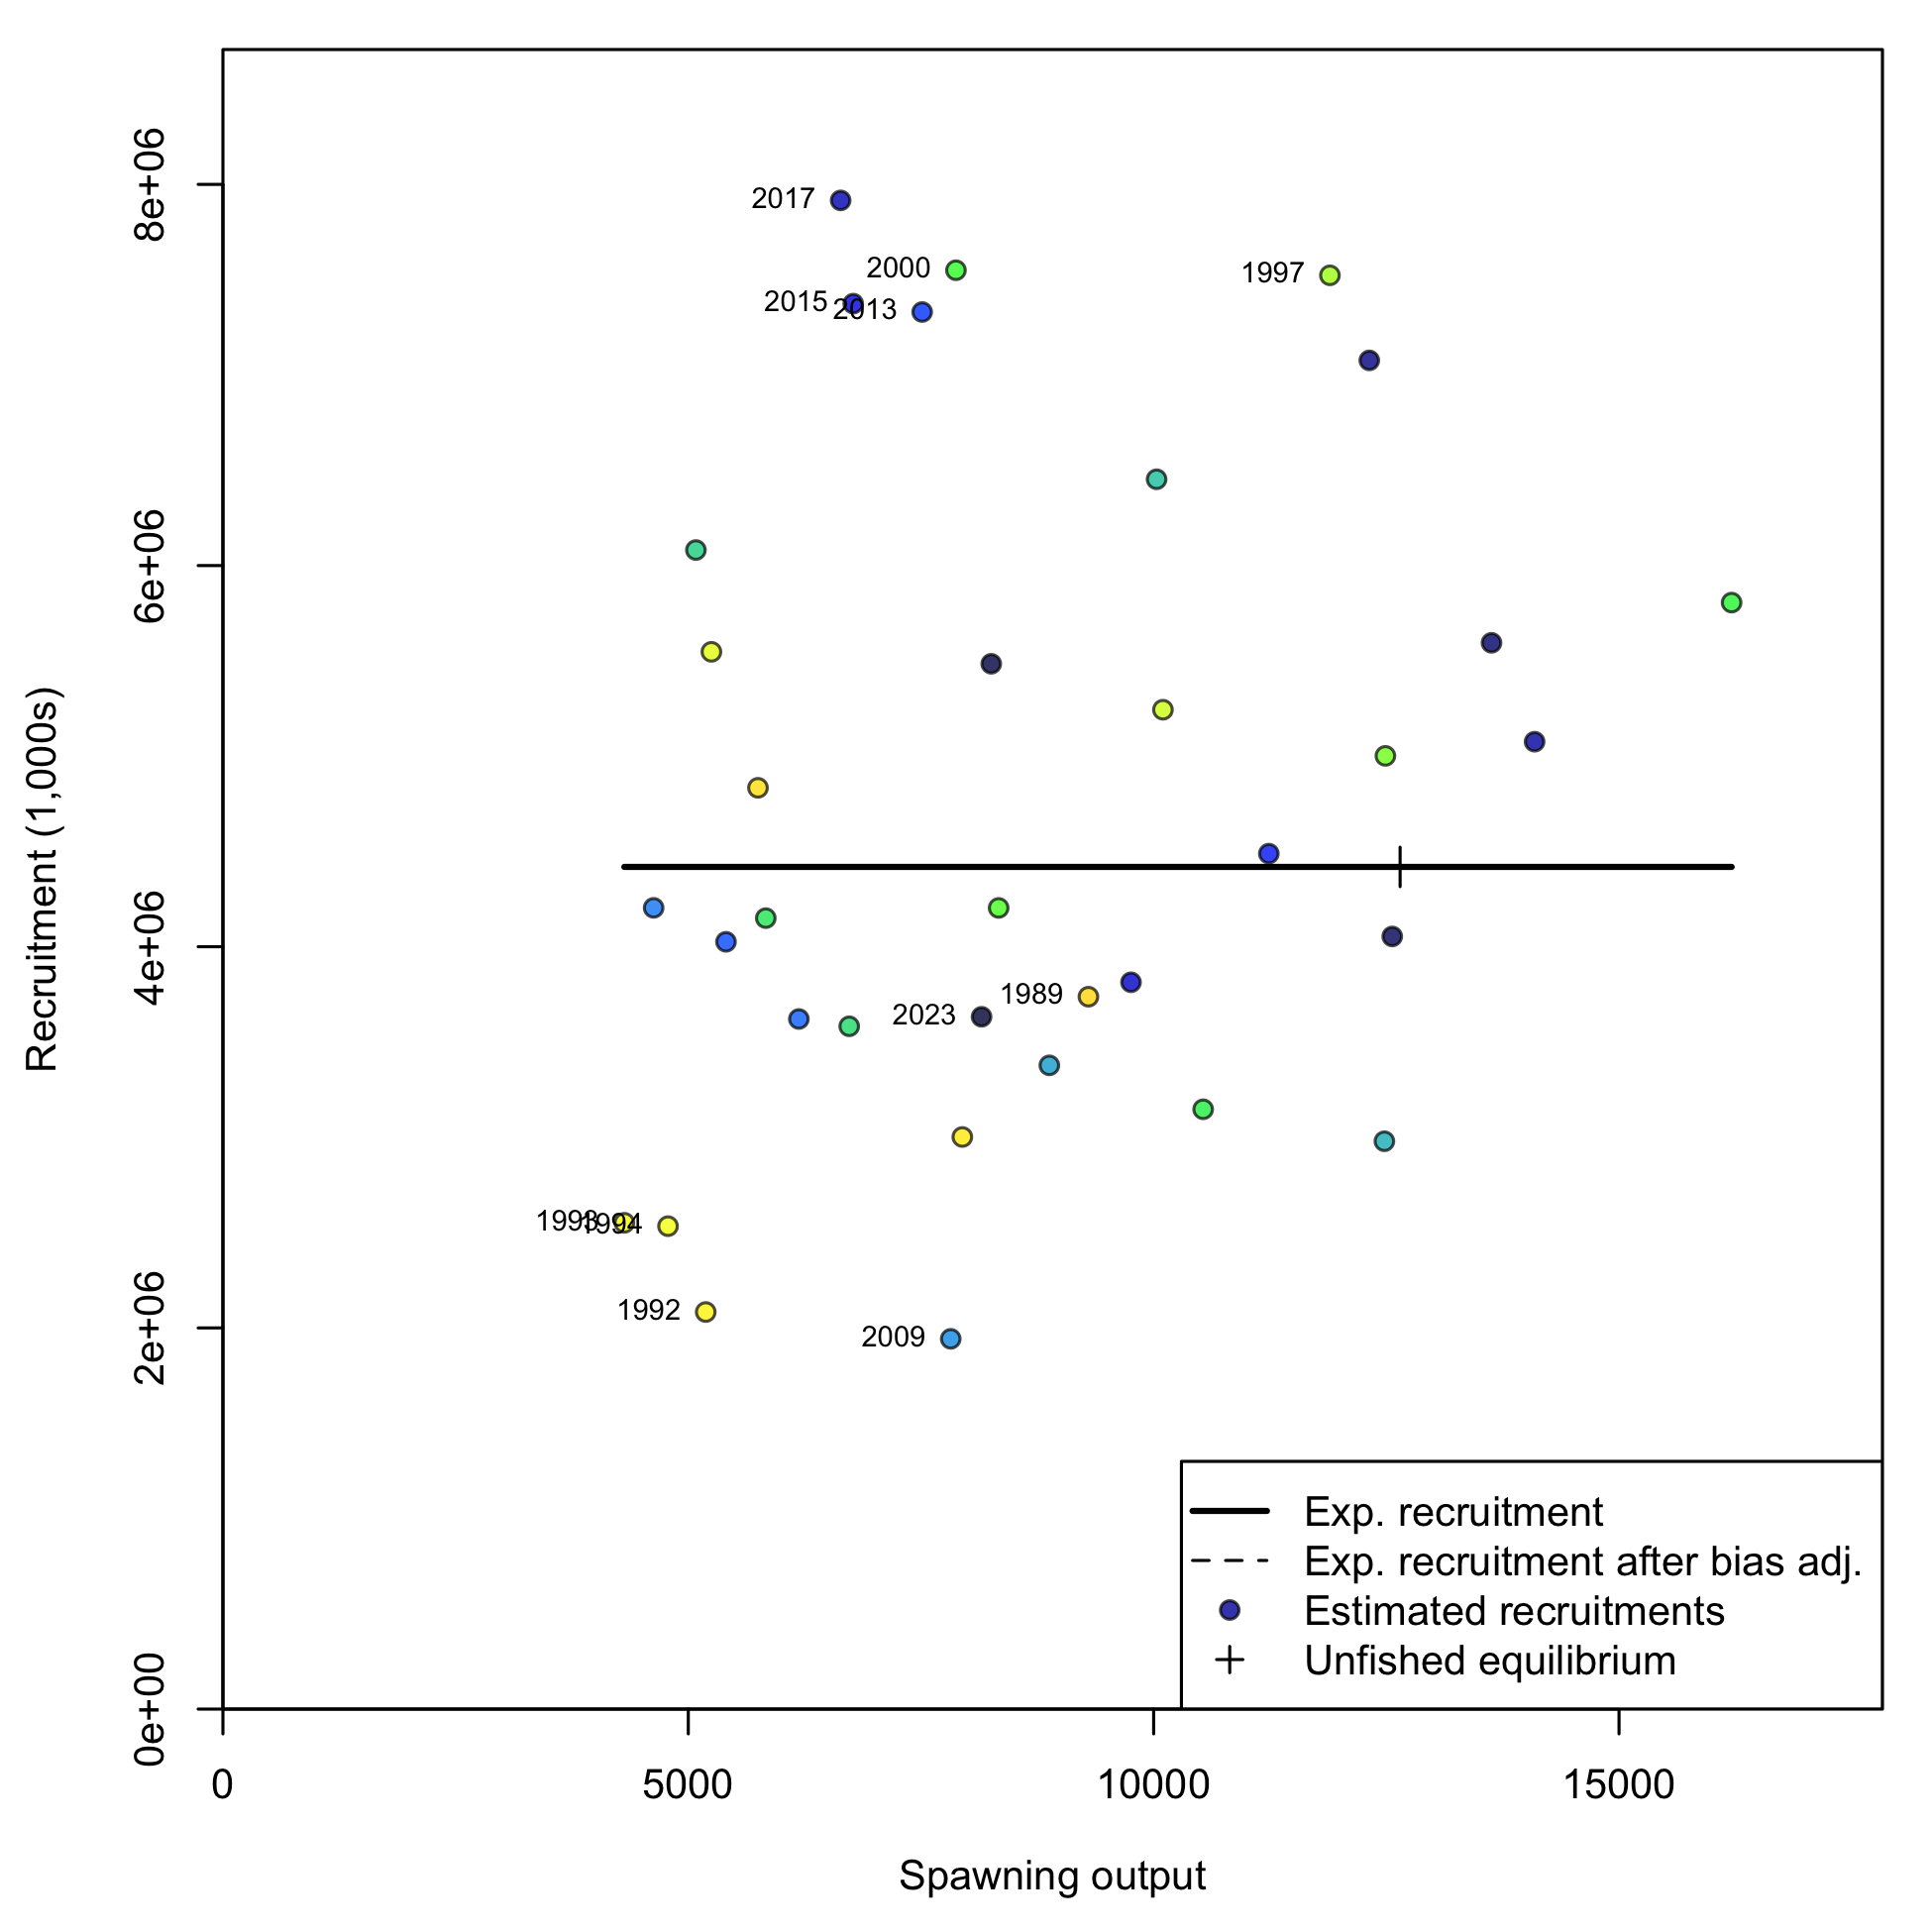 8e+06
6e+06
4e+06
2e+06
0e+00
Recruitment (1,000s)
2017
2000
1997
2015
2013
1989
2023
1993
1994
1992
2009
Exp. recruitment
Exp. recruitment after bias adj.
Estimated recruitments
Unfished equilibrium
0 5000 10000 15000
Spawning output